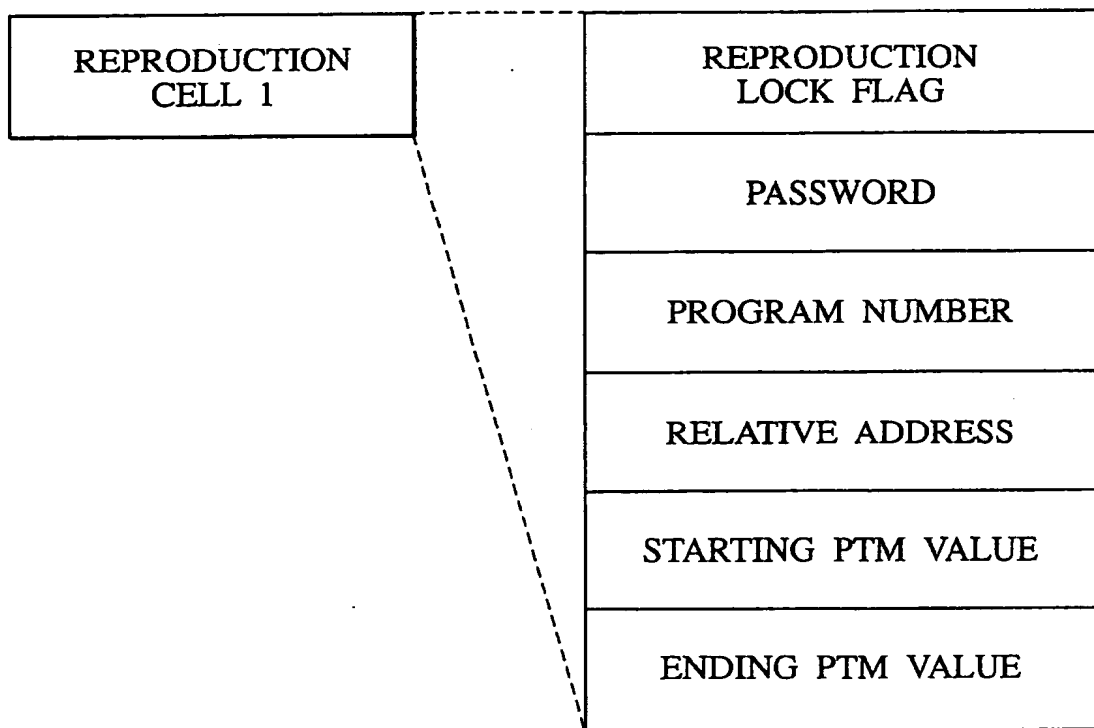 REPRODUCTION
CELL 1
REPRODUCTION
LOCK FLAG
PASSWORD
PROGRAM NUMBER
RELATIVE ADDRESS
STARTING PTM VALUE
ENDING PTM VALUE